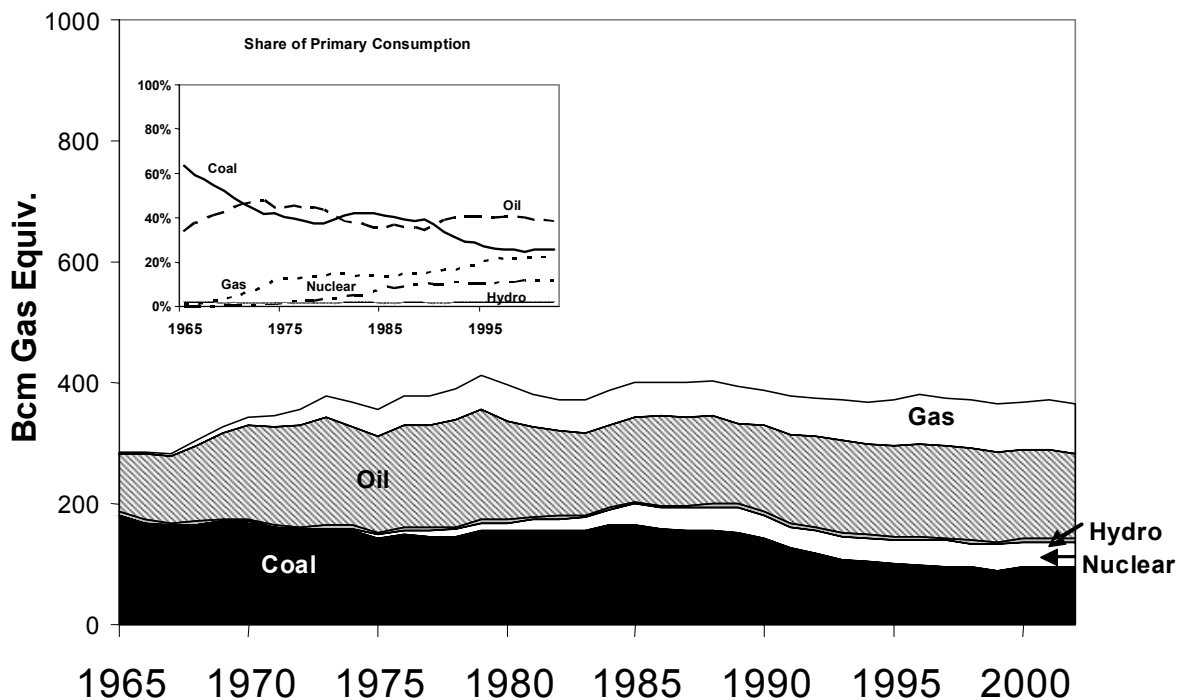 Share of Primary Consumption
100%
80%
60%
40%
20%
0%
1965
1975
1985
1995
Coal
Oil
Gas
Nuclear
Hydro
Bcm Gas Equiv.
1000
800
600
400
200
0
Gas
Oil
Coal
Hydro
Nuclear
1965
1970
1975
1980
1985
1990
1995
2000